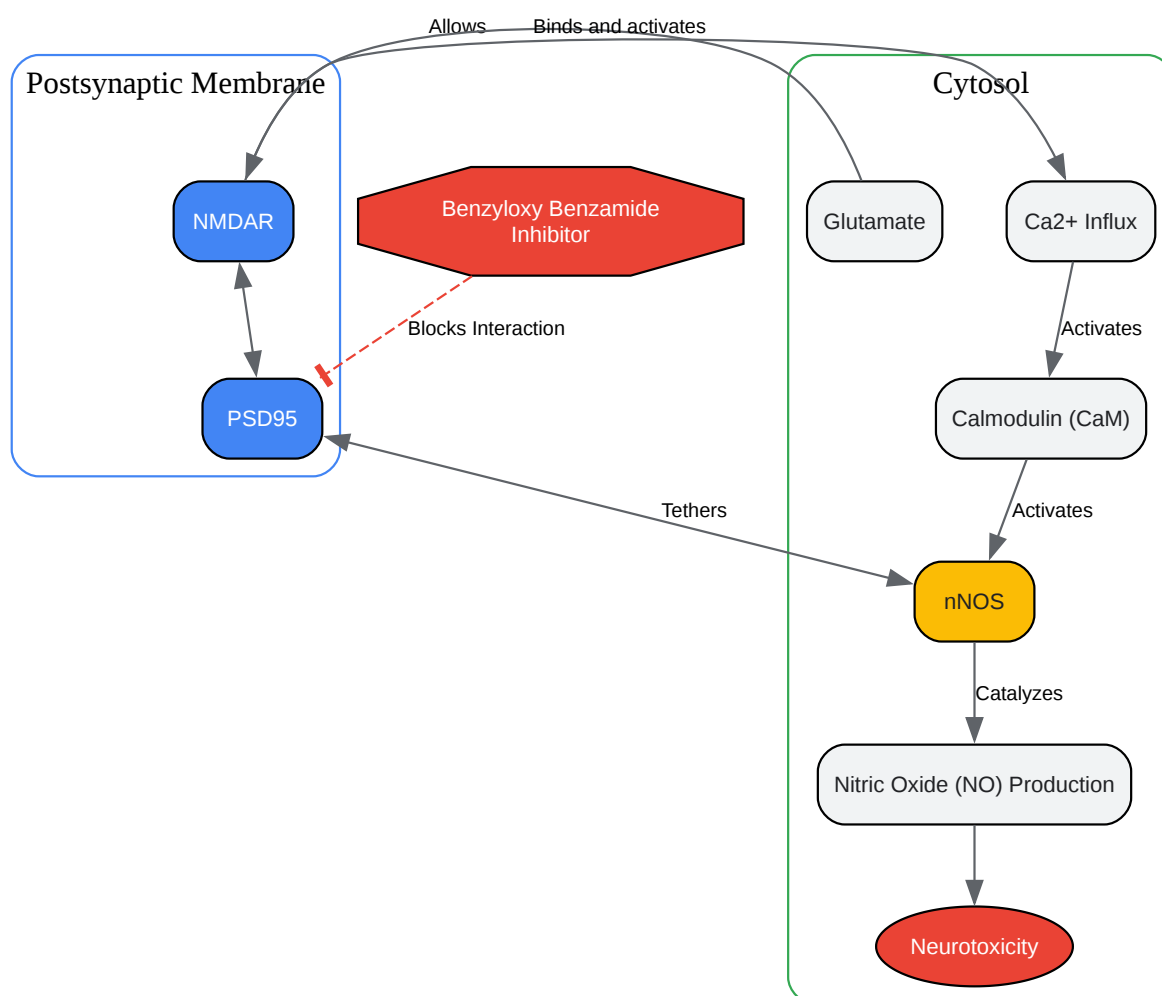 Allows
Binds and activates
Postsynaptic Membrane
Cytosol
NMDAR
Benzyloxy Benzamide
Inhibitor
Glutamate
Ca2+ Influx
Blocks Interaction
Activates
PSD95
Calmodulin (CaM)
Tethers
Activates
nNOS
Catalyzes
Nitric Oxide (NO) Production
Neurotoxicity